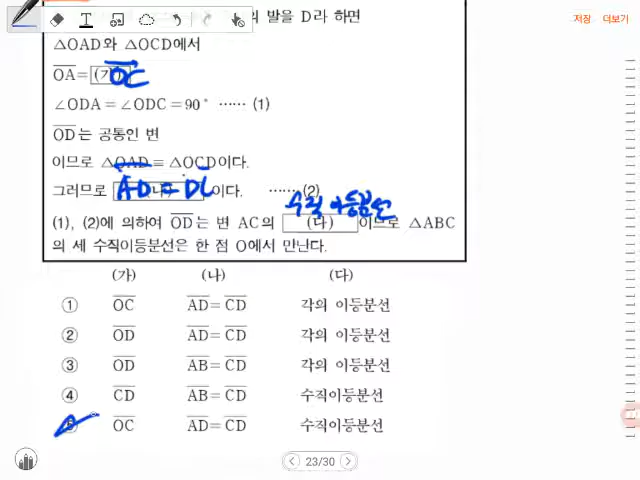 저장 더보기
의 발을 D라 하면
△OAD와 △OCD에서
OA = (가) OC
∠ODA = ∠ODC = 90° …… (1)
OD는 공통인 변
이므로 △OAD ≡ △OCD이다.
그러므로 (나) AD = DC 이다. …… (2)
수직 이등분선
(1), (2)에 의하여 OD는 변 AC의 (다) 이므로 △ABC
의 세 수직이등분선은 한 점 O에서 만난다.
(가) (나) (다)
① OC AD = CD 각의 이등분선
② OD AD = CD 각의 이등분선
③ OD AB = CD 각의 이등분선
④ CD AB = CD 수직이등분선
⑤ OC AD = CD 수직이등분선
23/30